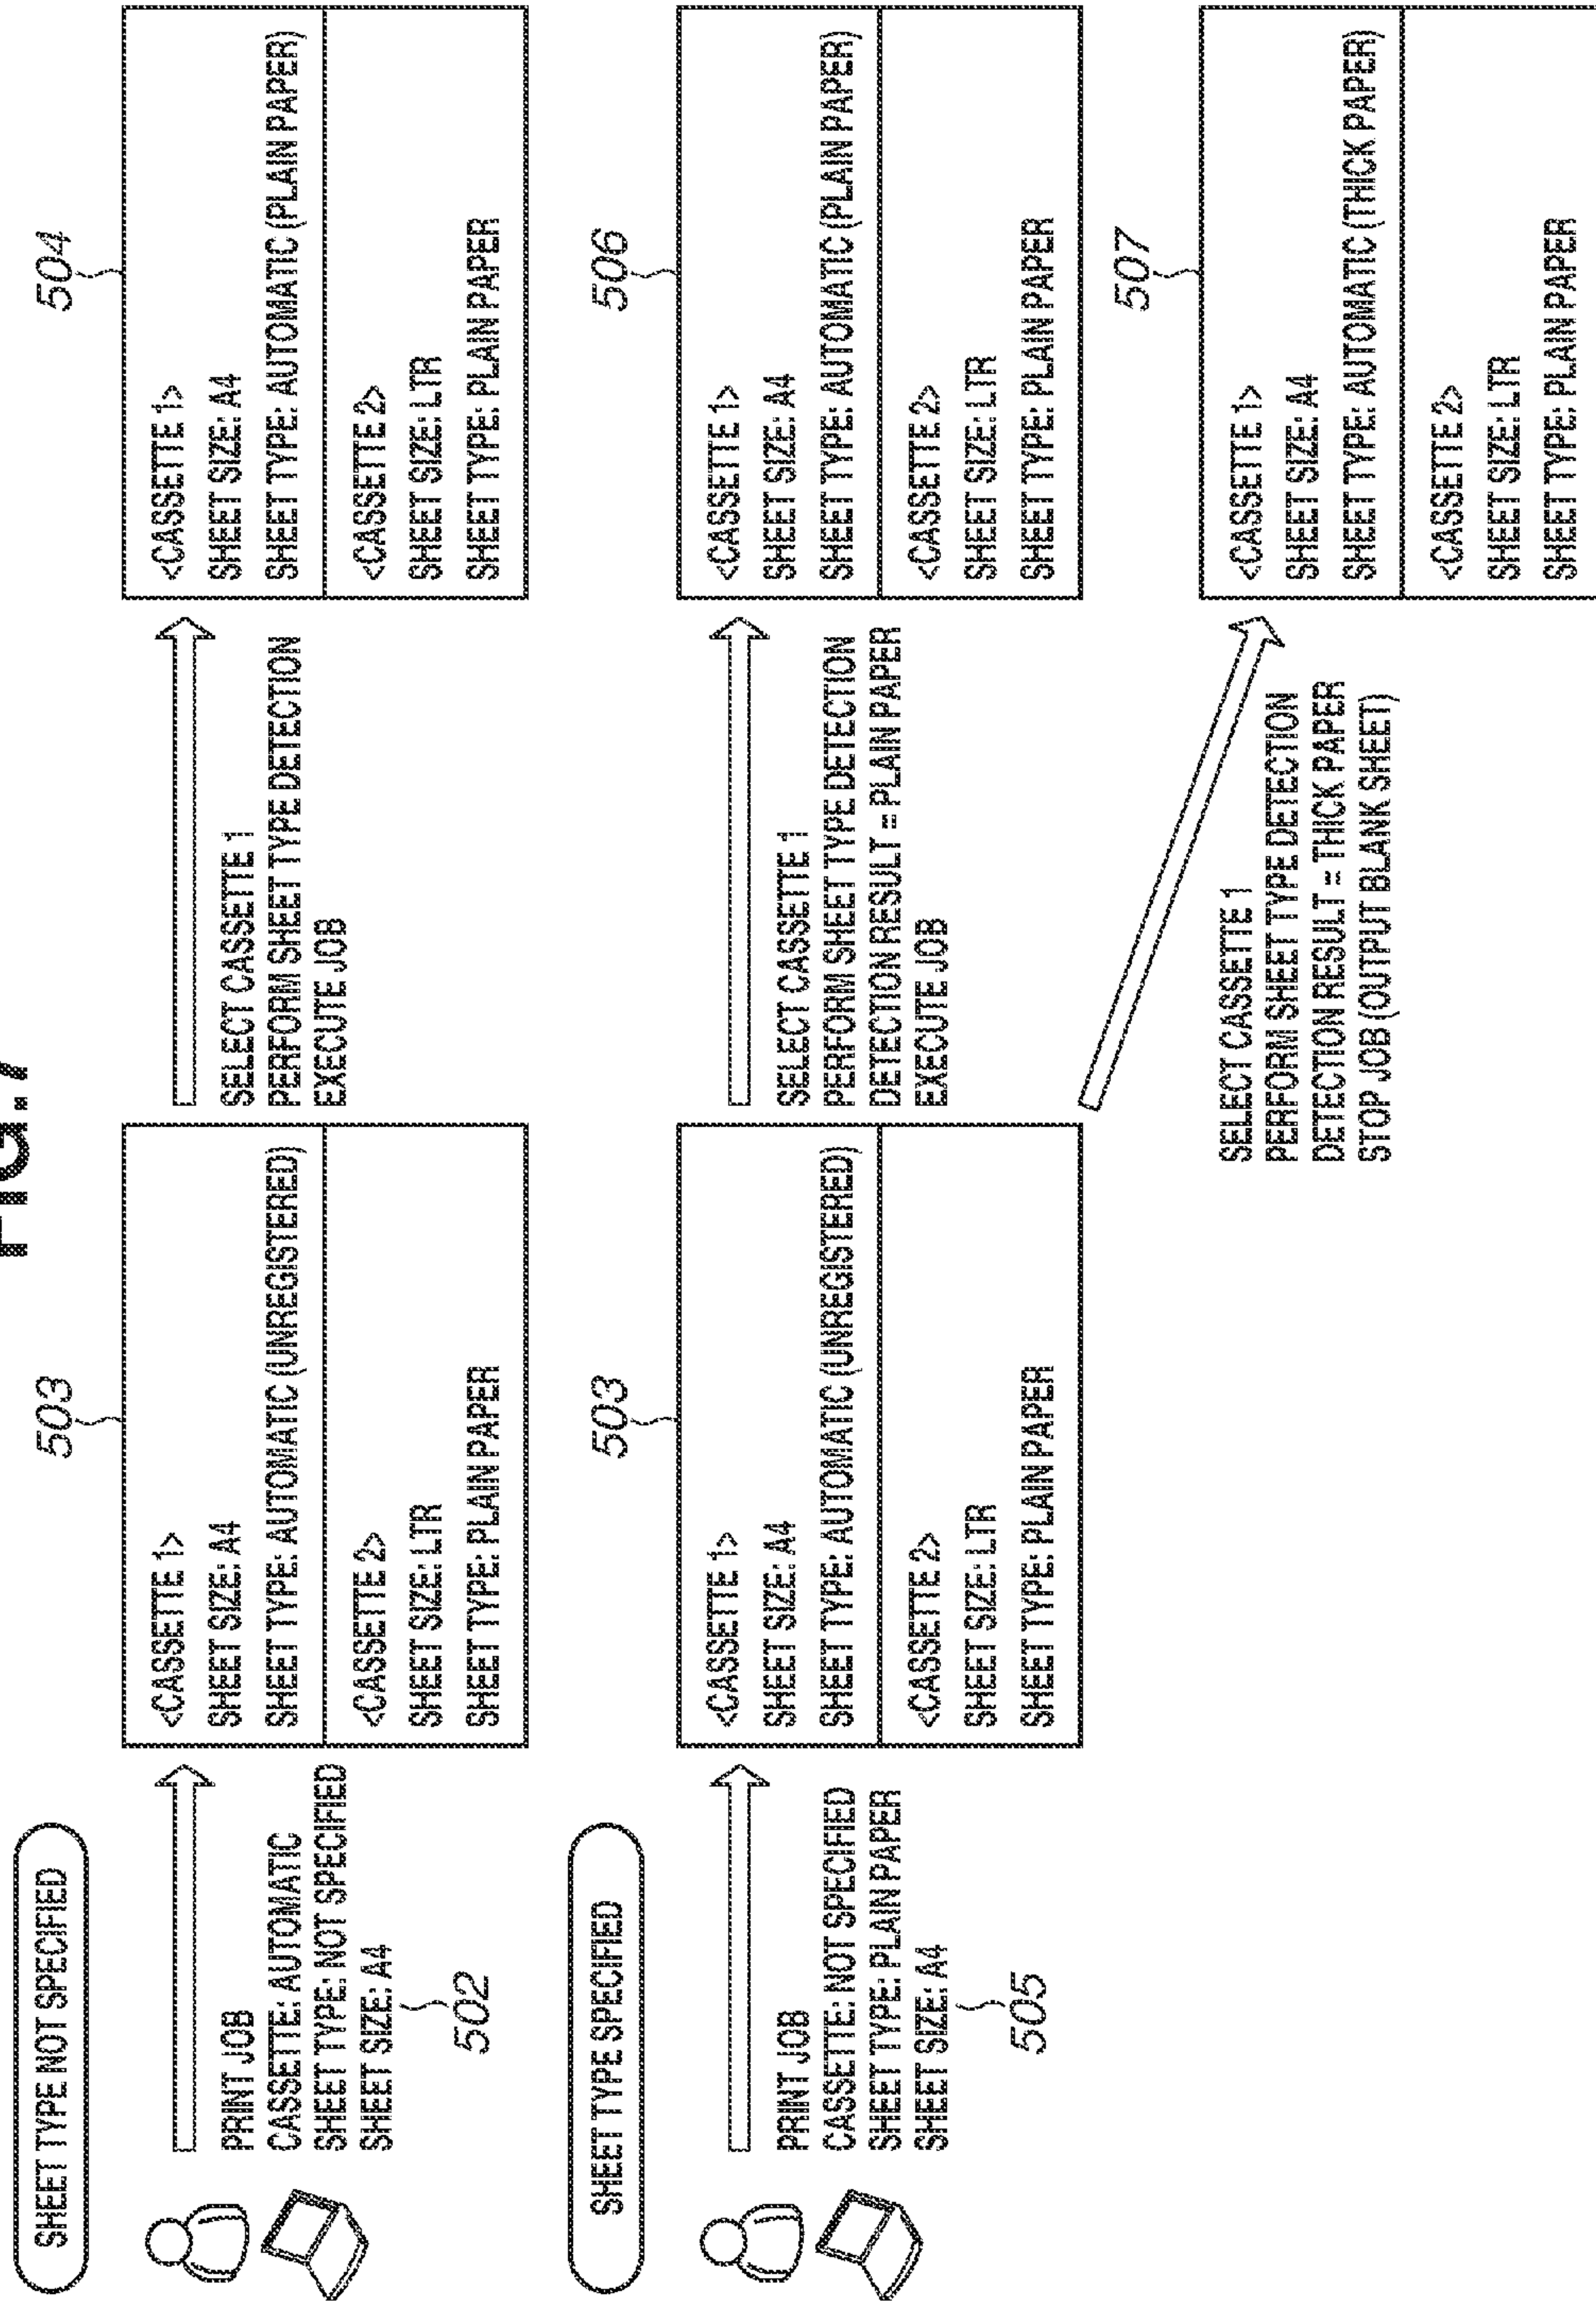 FIG.7
SHEET TYPE NOT SPECIFIED
PRINT JOB
CASSETTE: AUTOMATIC
SHEET TYPE: NOT SPECIFIED
SHEET SIZE: A4
502
503
<CASSETTE 1>
SHEET SIZE: A4
SHEET TYPE: AUTOMATIC (UNREGISTERED)
<CASSETTE 2>
SHEET SIZE: LTR
SHEET TYPE: PLAIN PAPER
SELECT CASSETTE 1
PERFORM SHEET TYPE DETECTION
EXECUTE JOB
504
<CASSETTE 1>
SHEET SIZE: A4
SHEET TYPE: AUTOMATIC (PLAIN PAPER)
<CASSETTE 2>
SHEET SIZE: LTR
SHEET TYPE: PLAIN PAPER
SHEET TYPE SPECIFIED
PRINT JOB
CASSETTE: NOT SPECIFIED
SHEET TYPE: PLAIN PAPER
SHEET SIZE: A4
505
503
<CASSETTE 1>
SHEET SIZE: A4
SHEET TYPE: AUTOMATIC (UNREGISTERED)
<CASSETTE 2>
SHEET SIZE: LTR
SHEET TYPE: PLAIN PAPER
SELECT CASSETTE 1
PERFORM SHEET TYPE DETECTION
DETECTION RESULT = PLAIN PAPER
EXECUTE JOB
506
<CASSETTE 1>
SHEET SIZE: A4
SHEET TYPE: AUTOMATIC (PLAIN PAPER)
<CASSETTE 2>
SHEET SIZE: LTR
SHEET TYPE: PLAIN PAPER
SELECT CASSETTE 1
PERFORM SHEET TYPE DETECTION
DETECTION RESULT = THICK PAPER
STOP JOB (OUTPUT BLANK SHEET)
507
<CASSETTE 1>
SHEET SIZE: A4
SHEET TYPE: AUTOMATIC (THICK PAPER)
<CASSETTE 2>
SHEET SIZE: LTR
SHEET TYPE: PLAIN PAPER